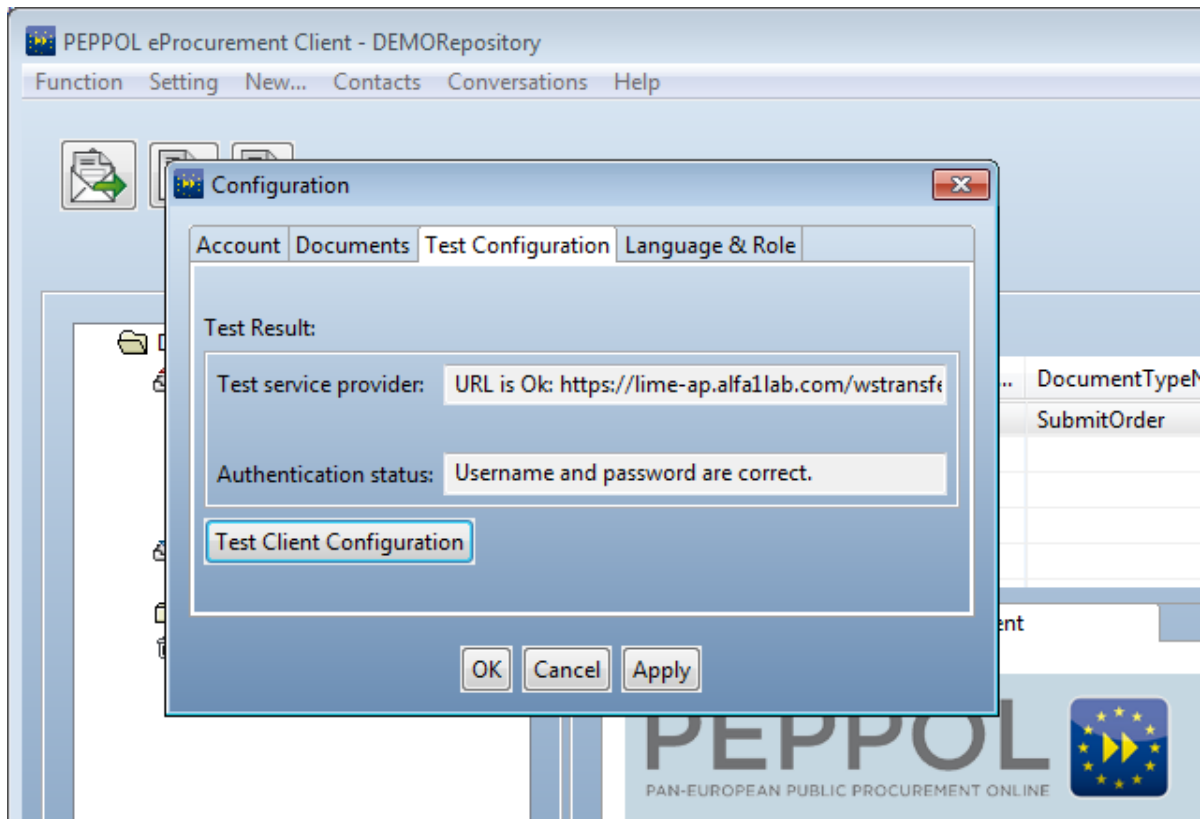 PEPPOL eProcurement Client - DEMORepository
Function Setting New... Contacts Conversations Help
Configuration
Account Documents Test Configuration Language & Role
Test Result:
Test service provider: URL is Ok: https://lime-ap.alfa1lab.com/wstransfe
... DocumentTypeN
SubmitOrder
Authentication status: Username and password are correct.
Test Client Configuration
OK Cancel Apply
PEPPOL
PAN-EUROPEAN PUBLIC PROCUREMENT ONLINE